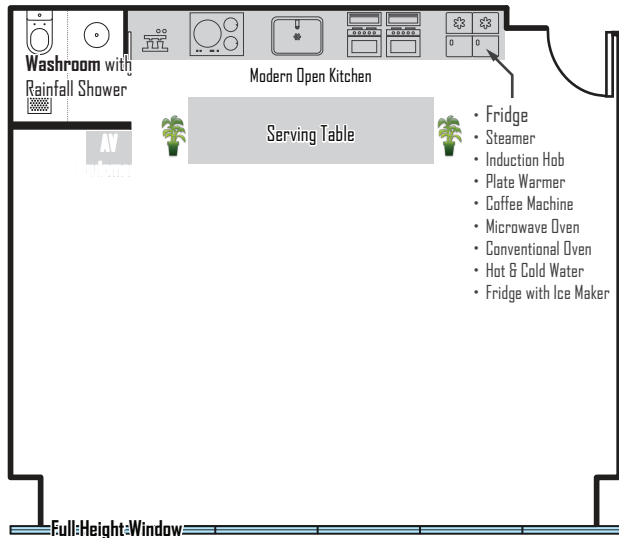 Washroom with
Rainfall Shower
Modern Open Kitchen
Serving Table
AV
• Fridge
• Steamer
• Induction Hob
• Plate Warmer
• Coffee Machine
• Microwave Oven
• Conventional Oven
• Hot & Cold Water
• Fridge with Ice Maker
Full Height Window